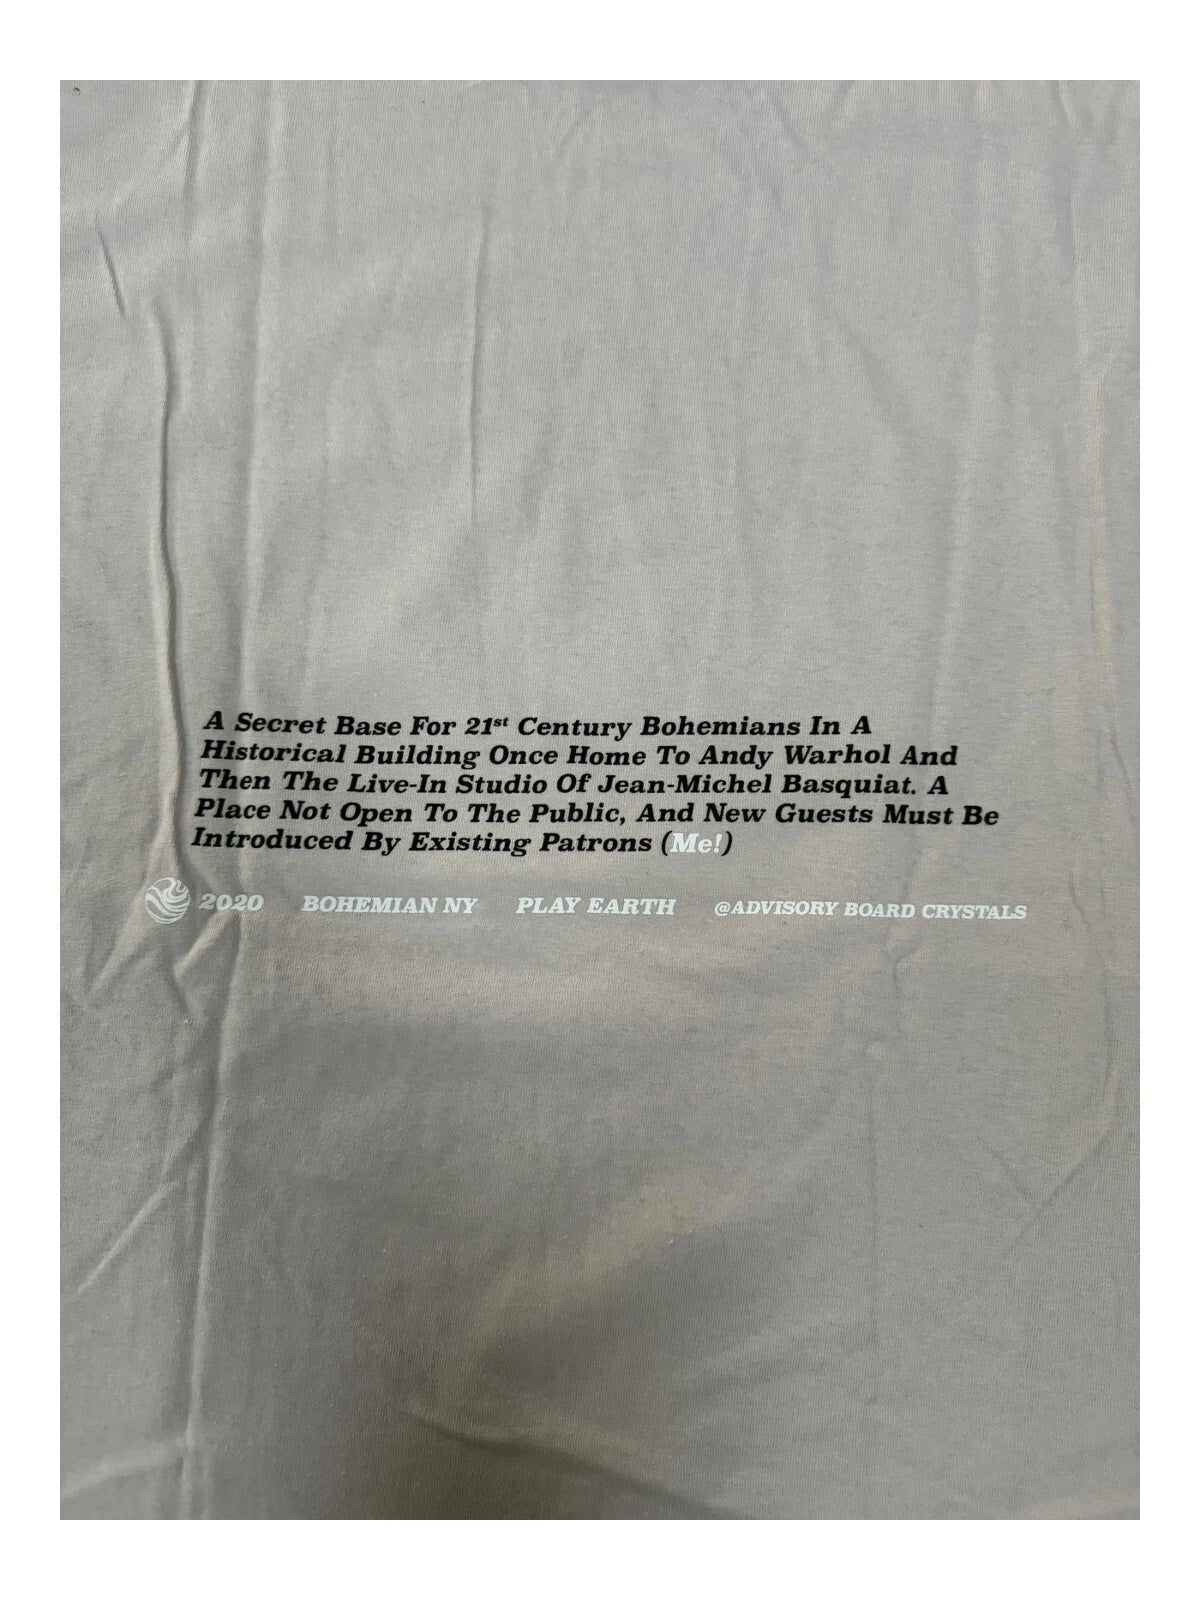 A Secret Base For 21st Century Bohemians In A
Historical Building Once Home To Andy Warhol And
Then The Live-In Studio Of Jean-Michel Basquiat. A
Place Not Open To The Public, And New Guests Must Be
Introduced By Existing Patrons (Me!)
2020 BOHEMIAN NY PLAY EARTH @ADVISORY BOARD CRYSTALS